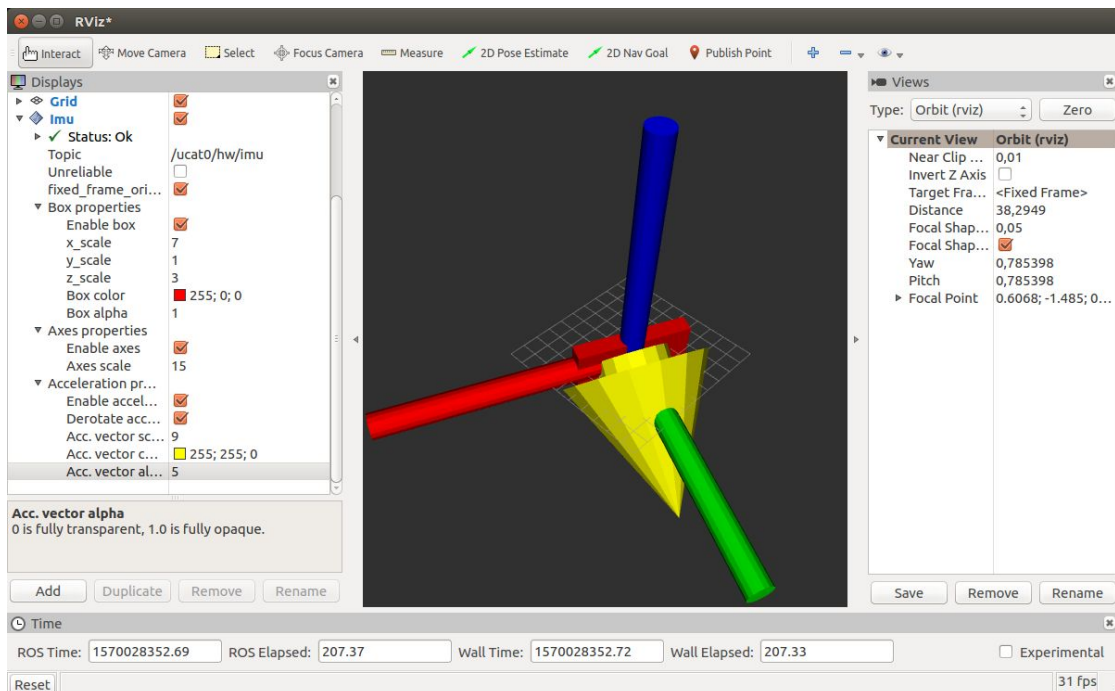 RViz*
Interact Move Camera Select Focus Camera Measure 2D Pose Estimate 2D Nav Goal Publish Point
Displays
Grid
Imu
Status: Ok
Topic /ucat0/hw/imu
Unreliable
fixed_frame_ori...
Box properties
Enable box
x_scale 7
y_scale 1
z_scale 3
Box color 255; 0; 0
Box alpha 1
Axes properties
Enable axes
Axes scale 15
Acceleration pr...
Enable accel...
Derotate acc...
Acc. vector sc... 9
Acc. vector c... 255; 255; 0
Acc. vector al... 5
Acc. vector alpha
0 is fully transparent, 1.0 is fully opaque.
Add Duplicate Remove Rename
Views
Type: Orbit (rviz) Zero
Current View Orbit (rviz)
Near Clip ... 0,01
Invert Z Axis
Target Fra... <Fixed Frame>
Distance 38,2949
Focal Shap... 0,05
Focal Shap...
Yaw 0,785398
Pitch 0,785398
Focal Point 0.6068; -1.485; 0...
Save Remove Rename
Time
ROS Time: 1570028352.69 ROS Elapsed: 207.37 Wall Time: 1570028352.72 Wall Elapsed: 207.33 Experimental
Reset 31 fps